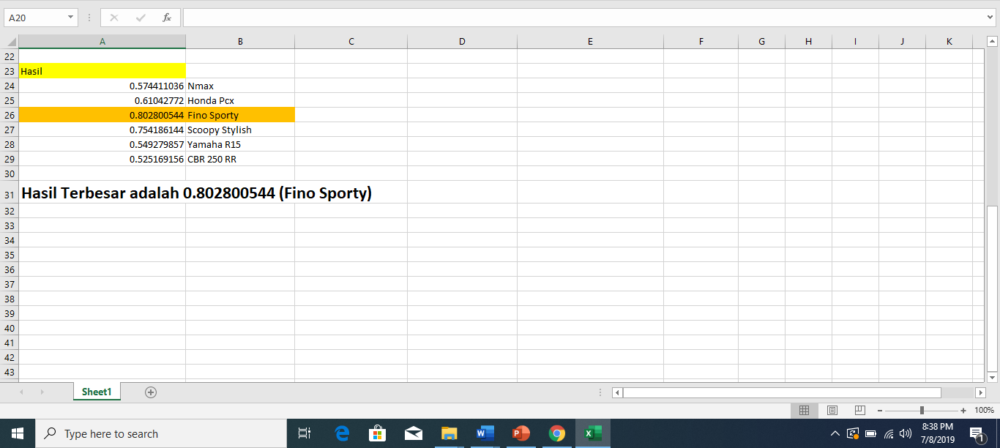 A20
fx
A B C D E F G H I J K
22
23 Hasil
24 0.574411036 Nmax
25 0.61042772 Honda Pcx
26 0.802800544 Fino Sporty
27 0.754186144 Scoopy Stylish
28 0.549279857 Yamaha R15
29 0.525169156 CBR 250 RR
30
31 Hasil Terbesar adalah 0.802800544 (Fino Sporty)
32
33
34
35
36
37
38
39
40
41
42
43
Sheet1
100%
Type here to search
8:38 PM
7/8/2019
1